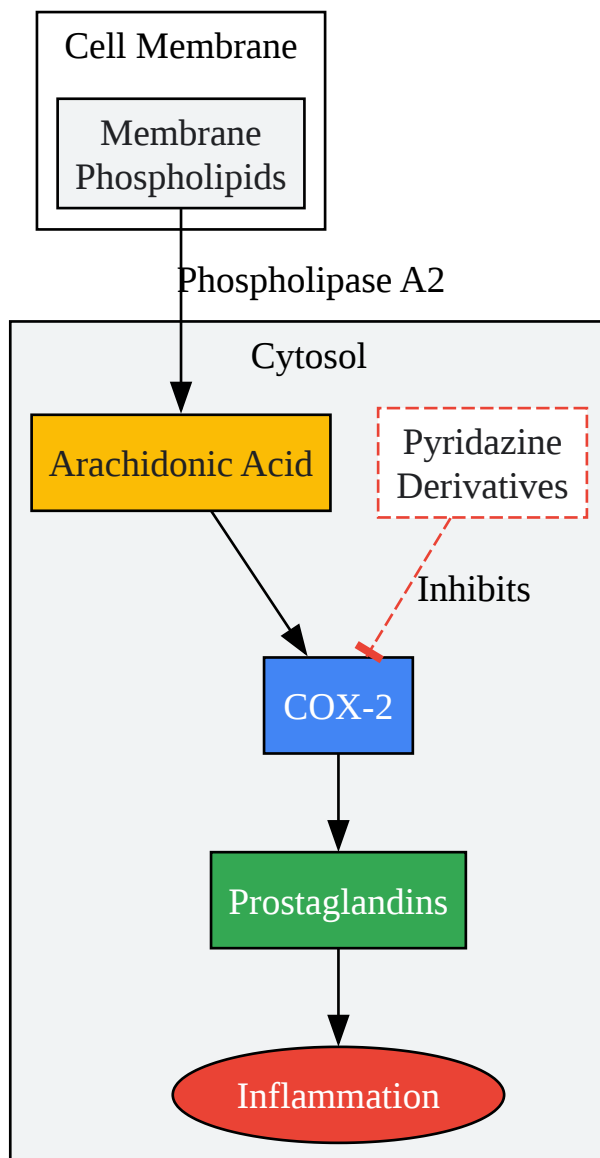 Cell Membrane
Membrane
Phospholipids
Phospholipase A2
Cytosol
Arachidonic Acid
Pyridazine
Derivatives
Inhibits
COX-2
Prostaglandins
Inflammation